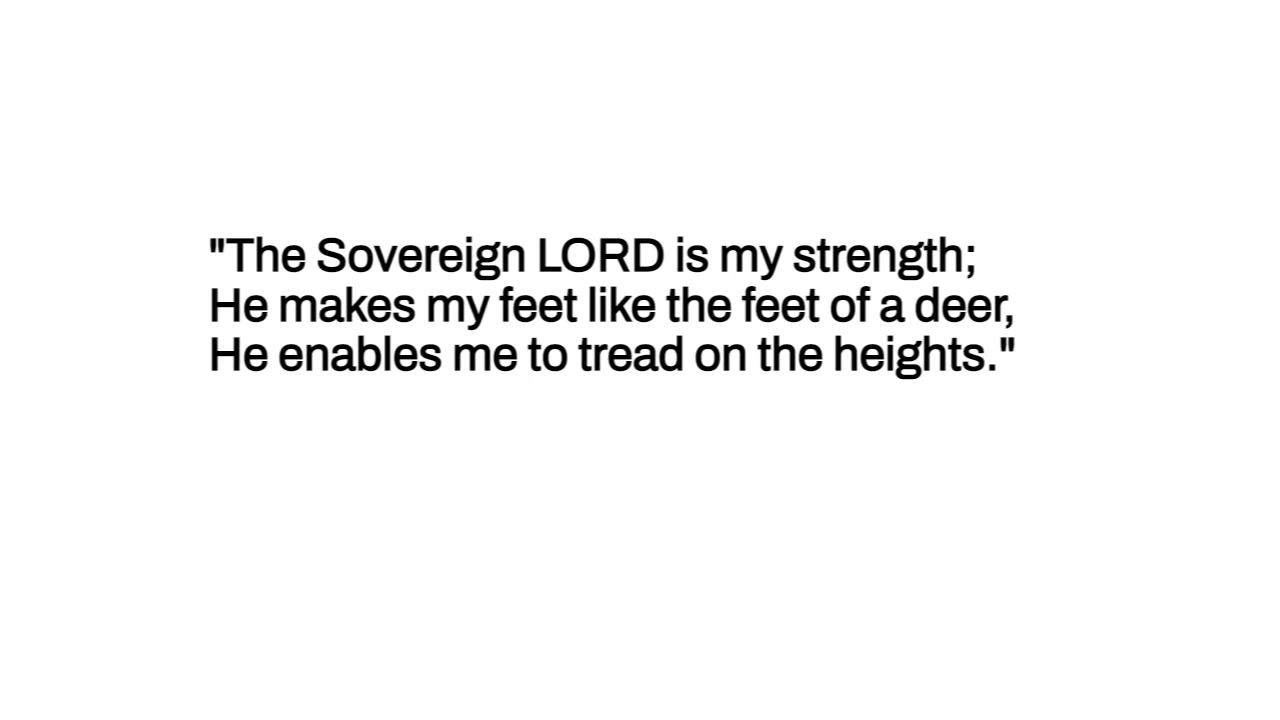 "The Sovereign LORD is my strength;
He makes my feet like the feet of a deer,
He enables me to tread on the heights."